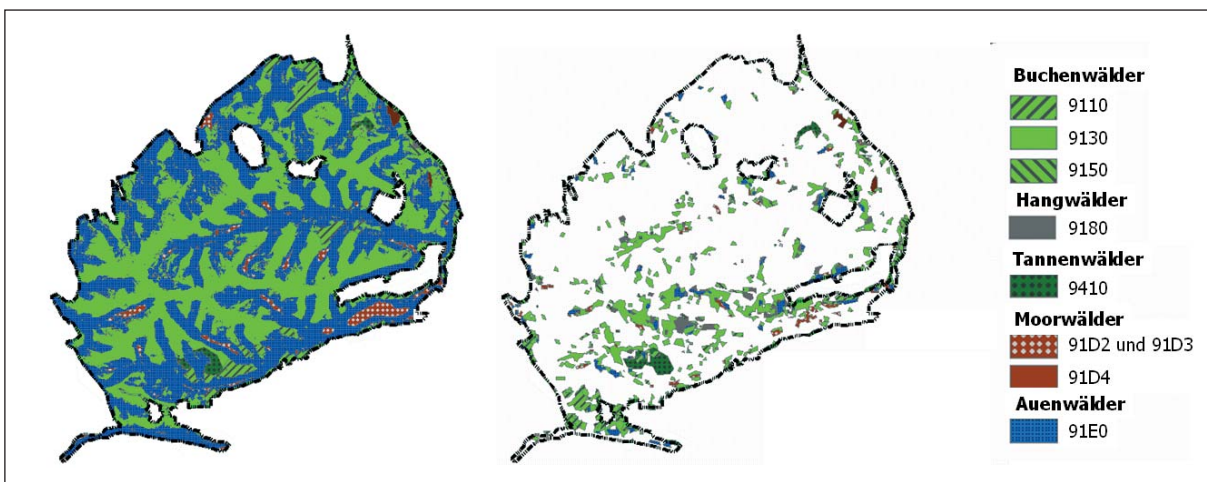 Buchenwälder
9110
9130
9150
Hangwälder
9180
Tannenwälder
9410
Moorwälder
91D2 und 91D3
91D4
Auenwälder
91E0